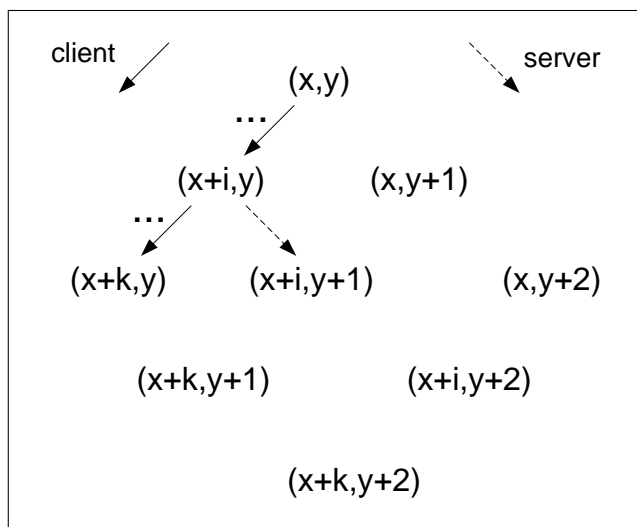 client
server
(x,y)
...
(x+i,y) (x,y+1)
...
(x+k,y) (x+i,y+1) (x,y+2)
(x+k,y+1) (x+i,y+2)
(x+k,y+2)